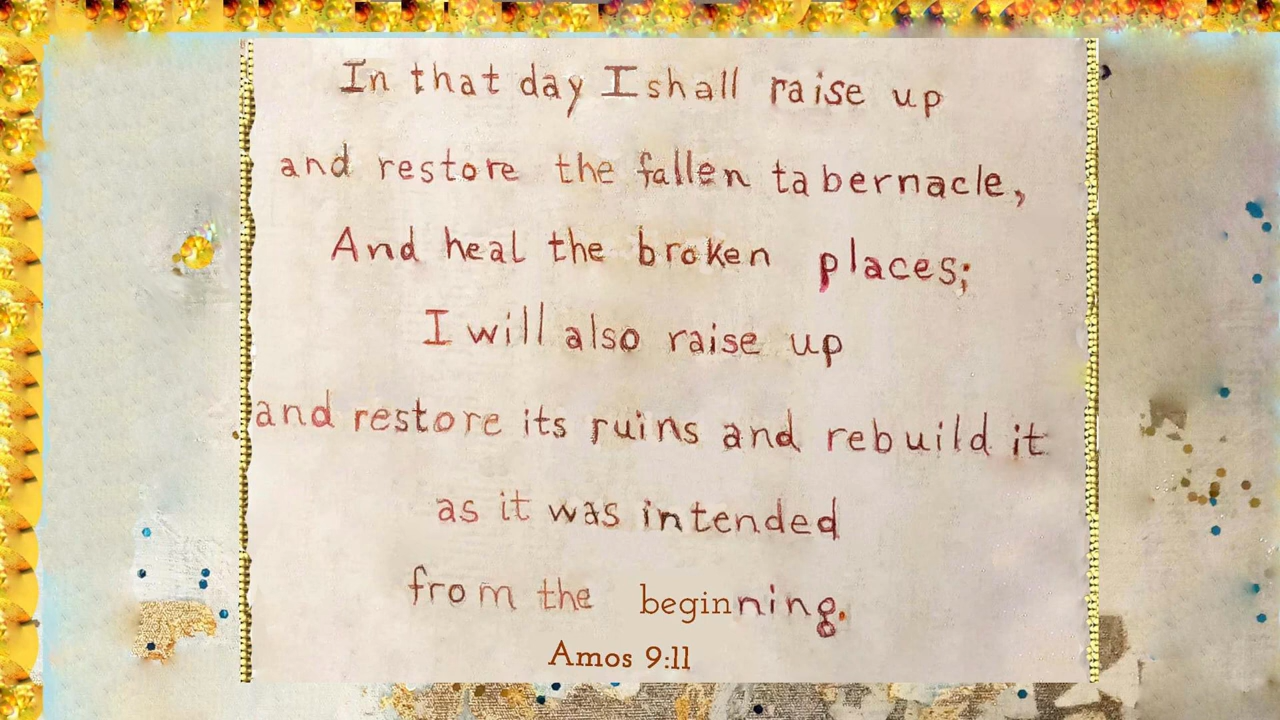 In that day I shall raise up
and restore the fallen tabernacle,
And heal the broken places;
I will also raise up
and restore its ruins and rebuild it
as it was intended
from the beginning.
Amos 9:11